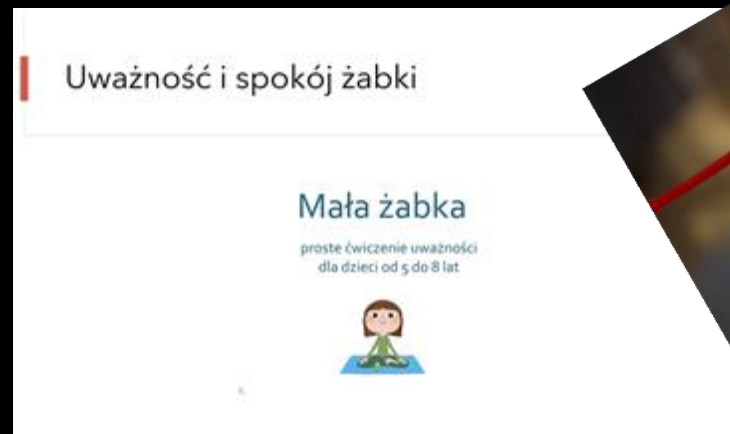 Uważność i spokój żabki
Mała żabka
proste ćwiczenie uważności
dla dzieci od 5 do 8 lat